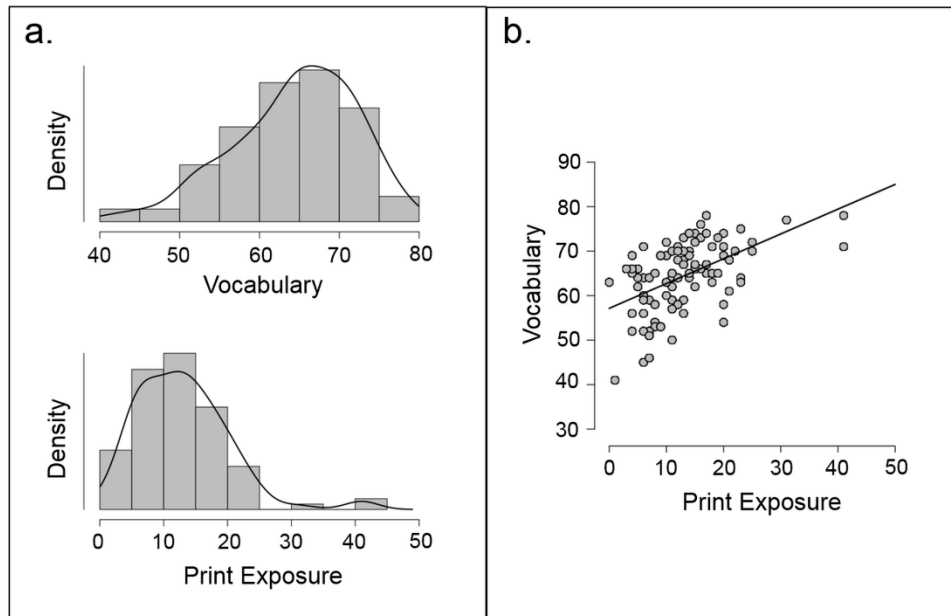 a.
Density
40 50 60 70 80
Vocabulary
Density
0 10 20 30 40 50
Print Exposure
b.
90
80
70
60
50
40
30
Vocabulary
0 10 20 30 40 50
Print Exposure